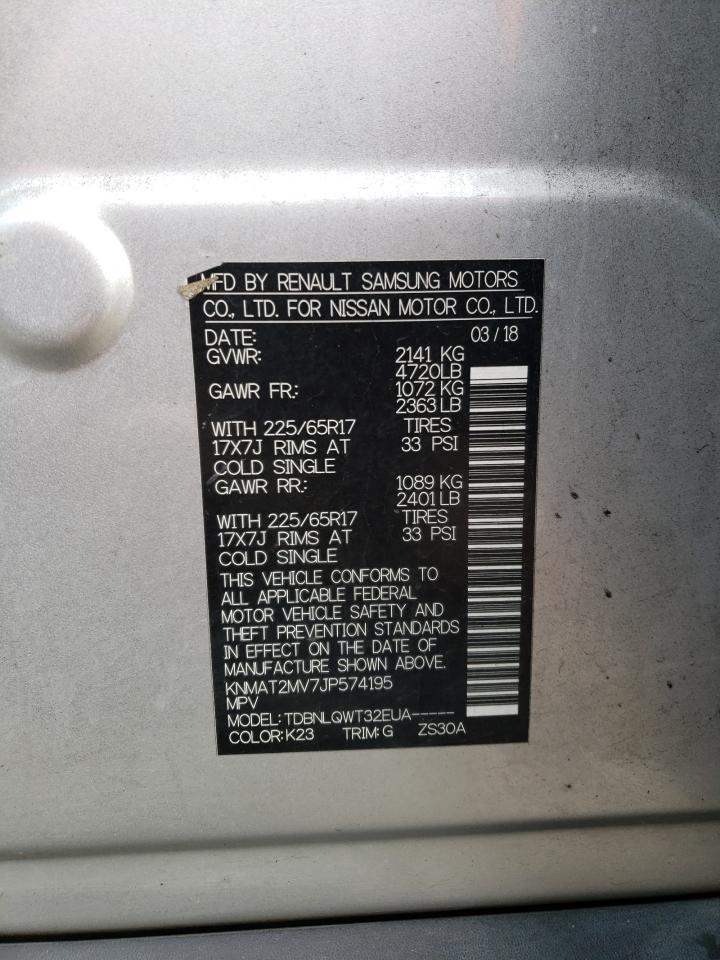 MFD BY RENAULT SAMSUNG MOTORS
CO., LTD. FOR NISSAN MOTOR CO., LTD.
DATE: 03/18
GVWR: 2141 KG
4720LB
GAWR FR: 1072 KG
2363 LB
WITH 225/65R17 TIRES
17X7J RIMS AT 33 PSI
COLD SINGLE
GAWR RR: 1089 KG
2401 LB
WITH 225/65R17 TIRES
17X7J RIMS AT 33 PSI
COLD SINGLE
THIS VEHICLE CONFORMS TO
ALL APPLICABLE FEDERAL
MOTOR VEHICLE SAFETY AND
THEFT PREVENTION STANDARDS
IN EFFECT ON THE DATE OF
MANUFACTURE SHOWN ABOVE.
KNMAT2MV7JP574195
MPV
MODEL: TDBNLQWT32EUA-----
COLOR: K23 TRIM: G ZS30A